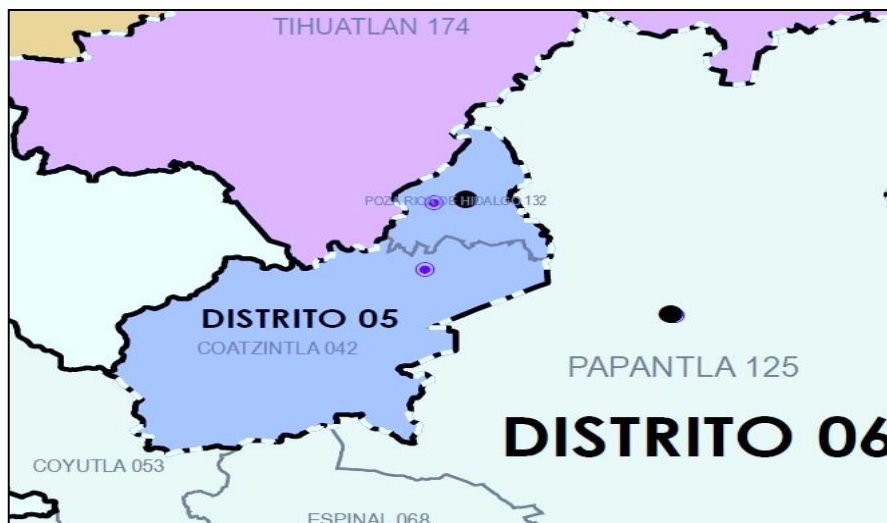 TIHUATLAN 174
POZA RICA DE HIDALGO 132
DISTRITO 05
COATZINTLA 042
PAPANTLA 125
DISTRITO 06
COYUTLA 053
ESPINAL 068